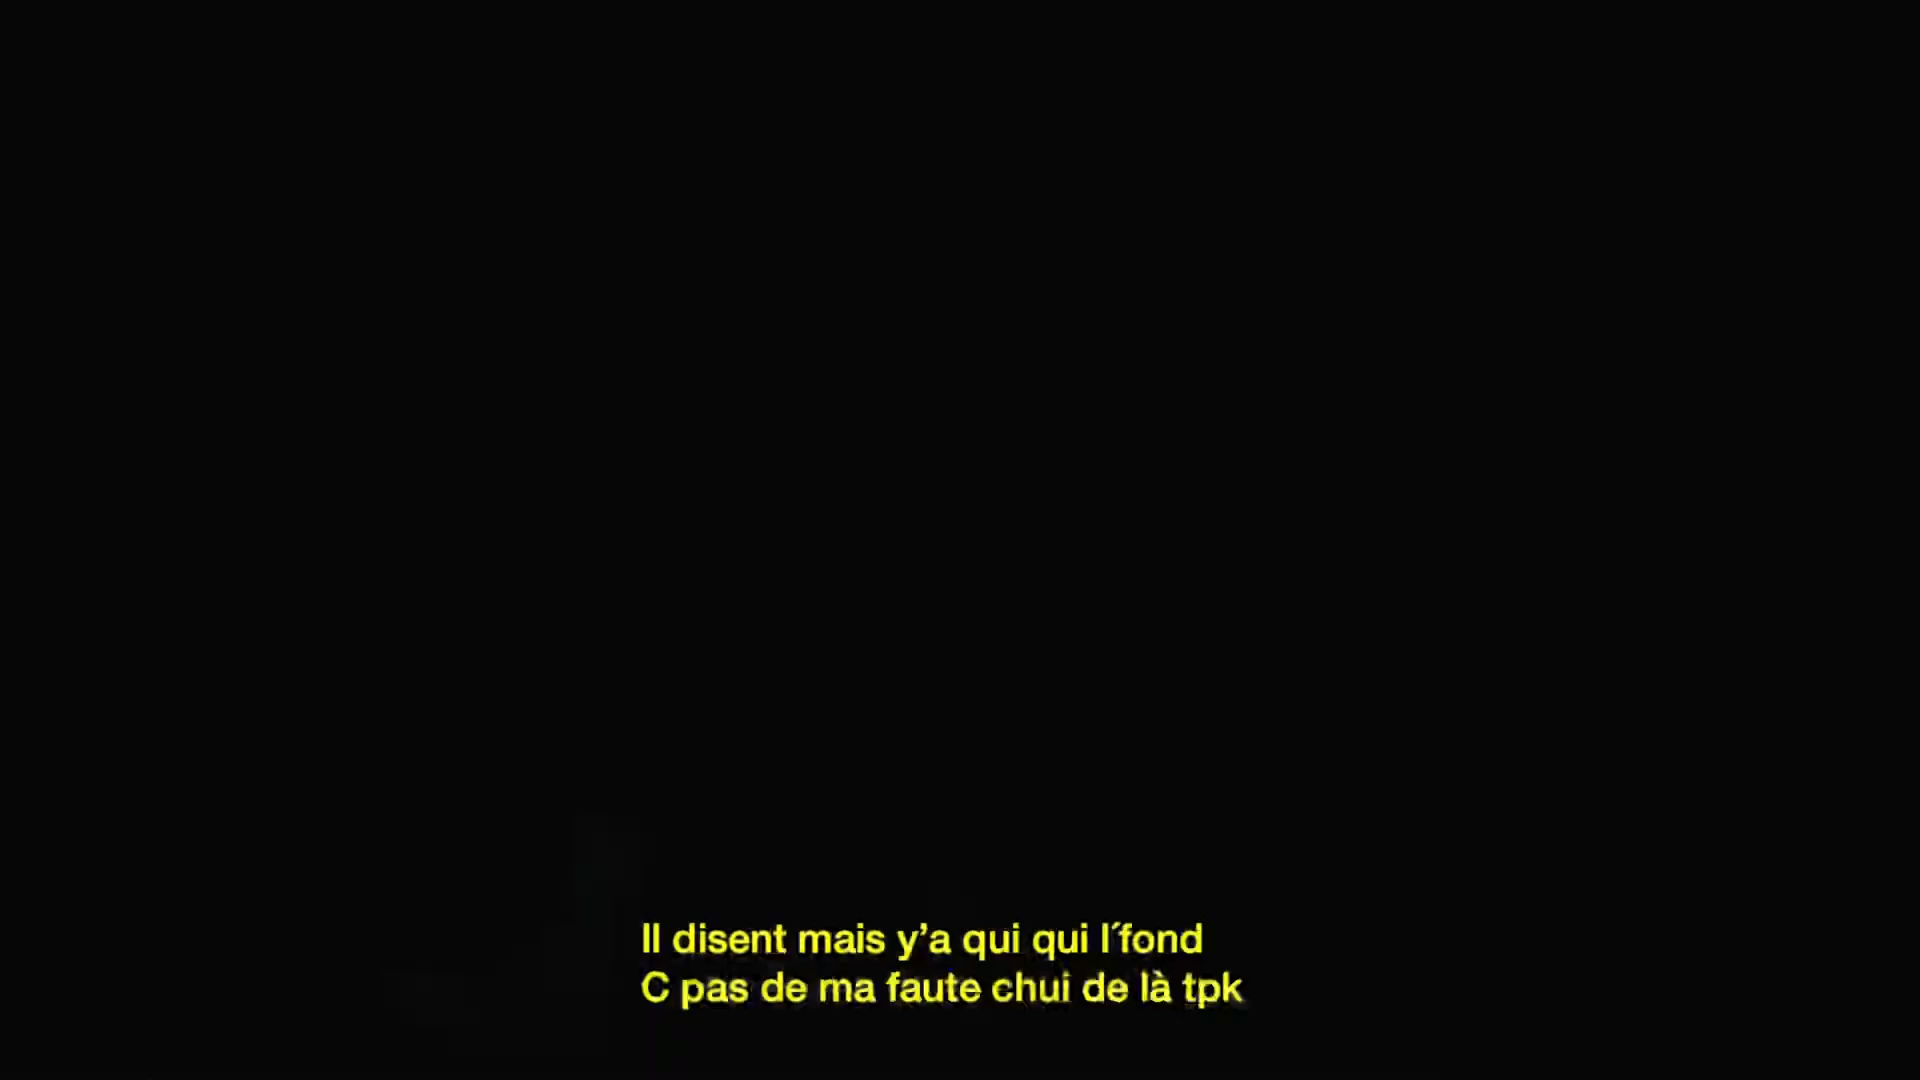 Il disent mais y’a qui qui l´fond
C pas de ma faute chui de là tpk